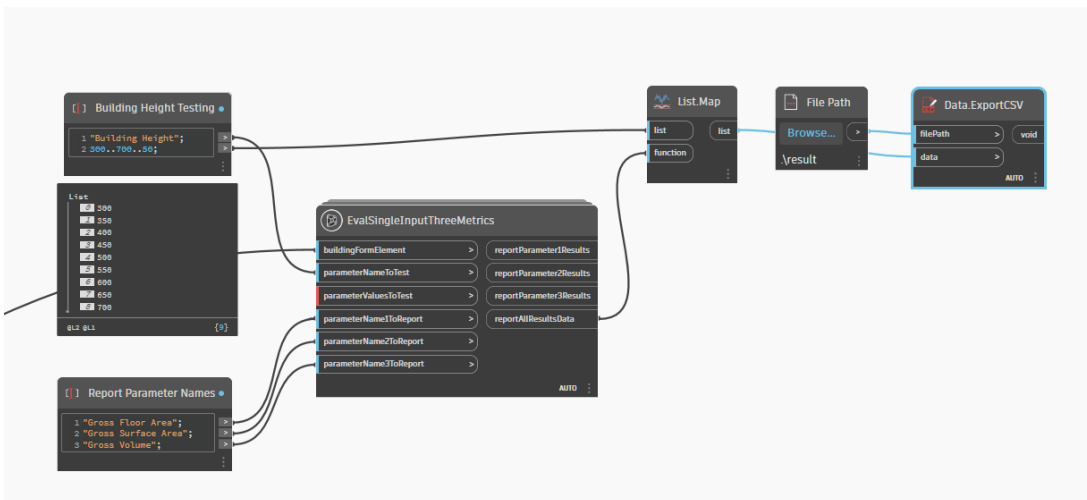 [ ] Building Height Testing
1 "Building Height"; >
2 300..700..50; >
List
0 300
1 350
2 400
3 450
4 500
5 550
6 600
7 650
8 700
@L2 @L1 {9}
[ ] Report Parameter Names
1 "Gross Floor Area"; >
2 "Gross Surface Area"; >
3 "Gross Volume"; >
EvalSingleInputThreeMetrics
buildingFormElement > reportParameter1Results
parameterNameToTest > reportParameter2Results
parameterValuesToTest > reportParameter3Results
parameterName1ToReport > reportAllResultsData
parameterName2ToReport >
parameterName3ToReport >
AUTO
List.Map
list list
function
File Path
Browse... >
.\result
Data.ExportCSV
filePath > void
data >
AUTO